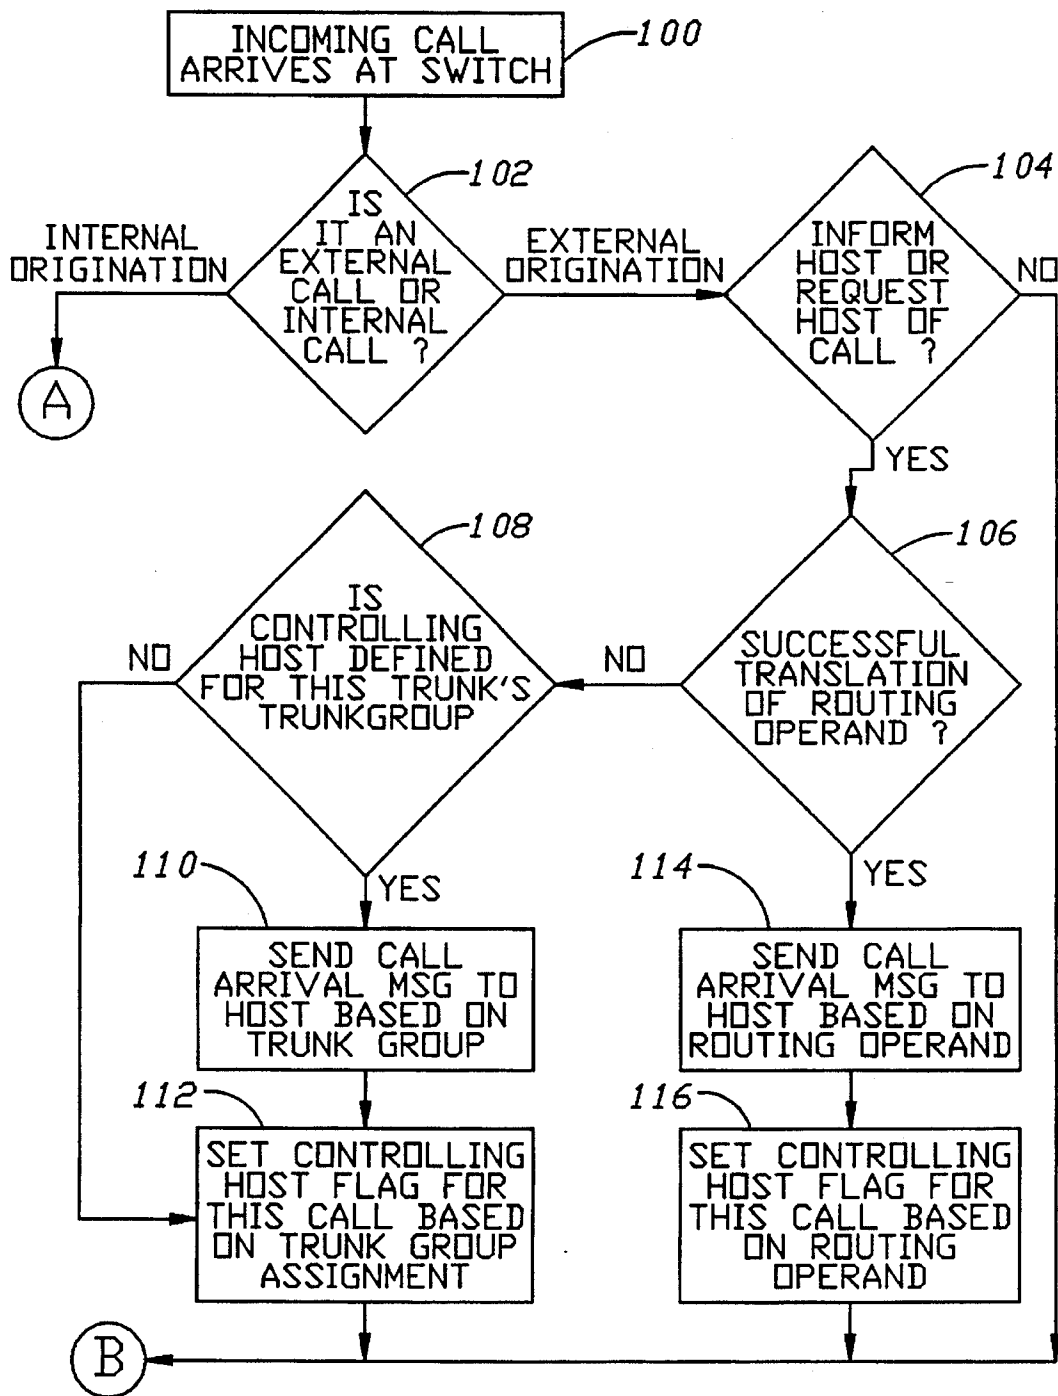 INCOMING CALL
ARRIVES AT SWITCH
100
102
IS
IT AN
EXTERNAL
CALL OR
INTERNAL
CALL ?
INTERNAL
ORIGINATION
EXTERNAL
ORIGINATION
A
104
INFORM
HOST OR
REQUEST
HOST OF
CALL ?
NO
YES
106
SUCCESSFUL
TRANSLATION
OF ROUTING
OPERAND ?
NO
YES
108
IS
CONTROLLING
HOST DEFINED
FOR THIS TRUNK'S
TRUNKGROUP
NO
YES
110
SEND CALL
ARRIVAL MSG TO
HOST BASED ON
TRUNK GROUP
114
SEND CALL
ARRIVAL MSG TO
HOST BASED ON
ROUTING OPERAND
112
SET CONTROLLING
HOST FLAG FOR
THIS CALL BASED
ON TRUNK GROUP
ASSIGNMENT
116
SET CONTROLLING
HOST FLAG FOR
THIS CALL BASED
ON ROUTING
OPERAND
B